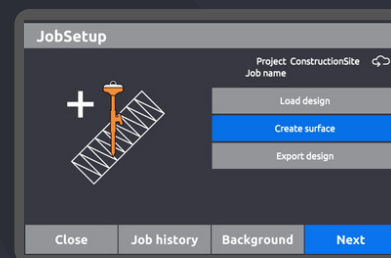 JobSetup
Project ConstructionSite
Job name
Load design
Create surface
Export design
Close
Job history
Background
Next